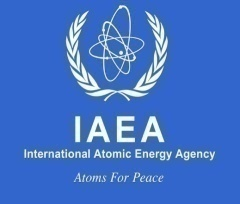 IAEA
International Atomic Energy Agency
Atoms For Peace